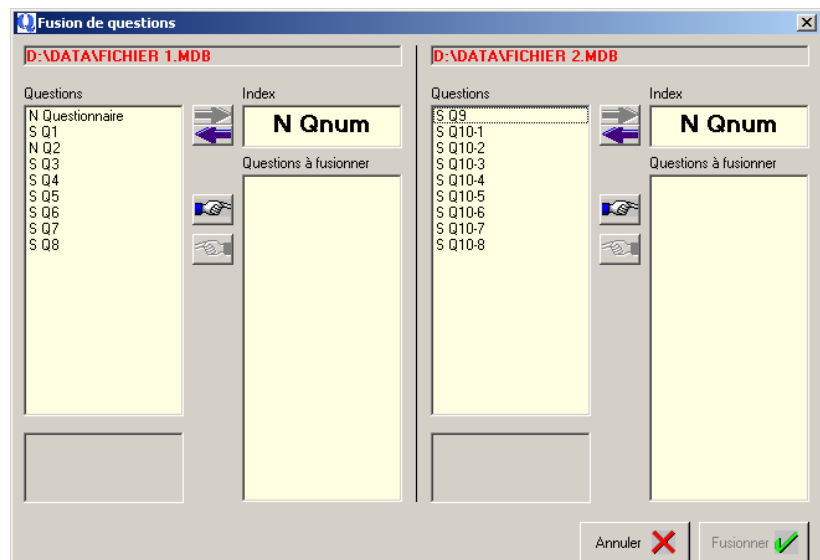 Fusion de questions
D:\DATA\FICHIER 1.MDB
Questions
N Questionnaire
S Q1
N Q2
S Q3
S Q4
S Q5
S Q6
S Q7
S Q8
Index
N Qnum
Questions à fusionner
D:\DATA\FICHIER 2.MDB
Questions
S Q9
S Q10-1
S Q10-2
S Q10-3
S Q10-4
S Q10-5
S Q10-6
S Q10-7
S Q10-8
Index
N Qnum
Questions à fusionner
Annuler
Fusionner